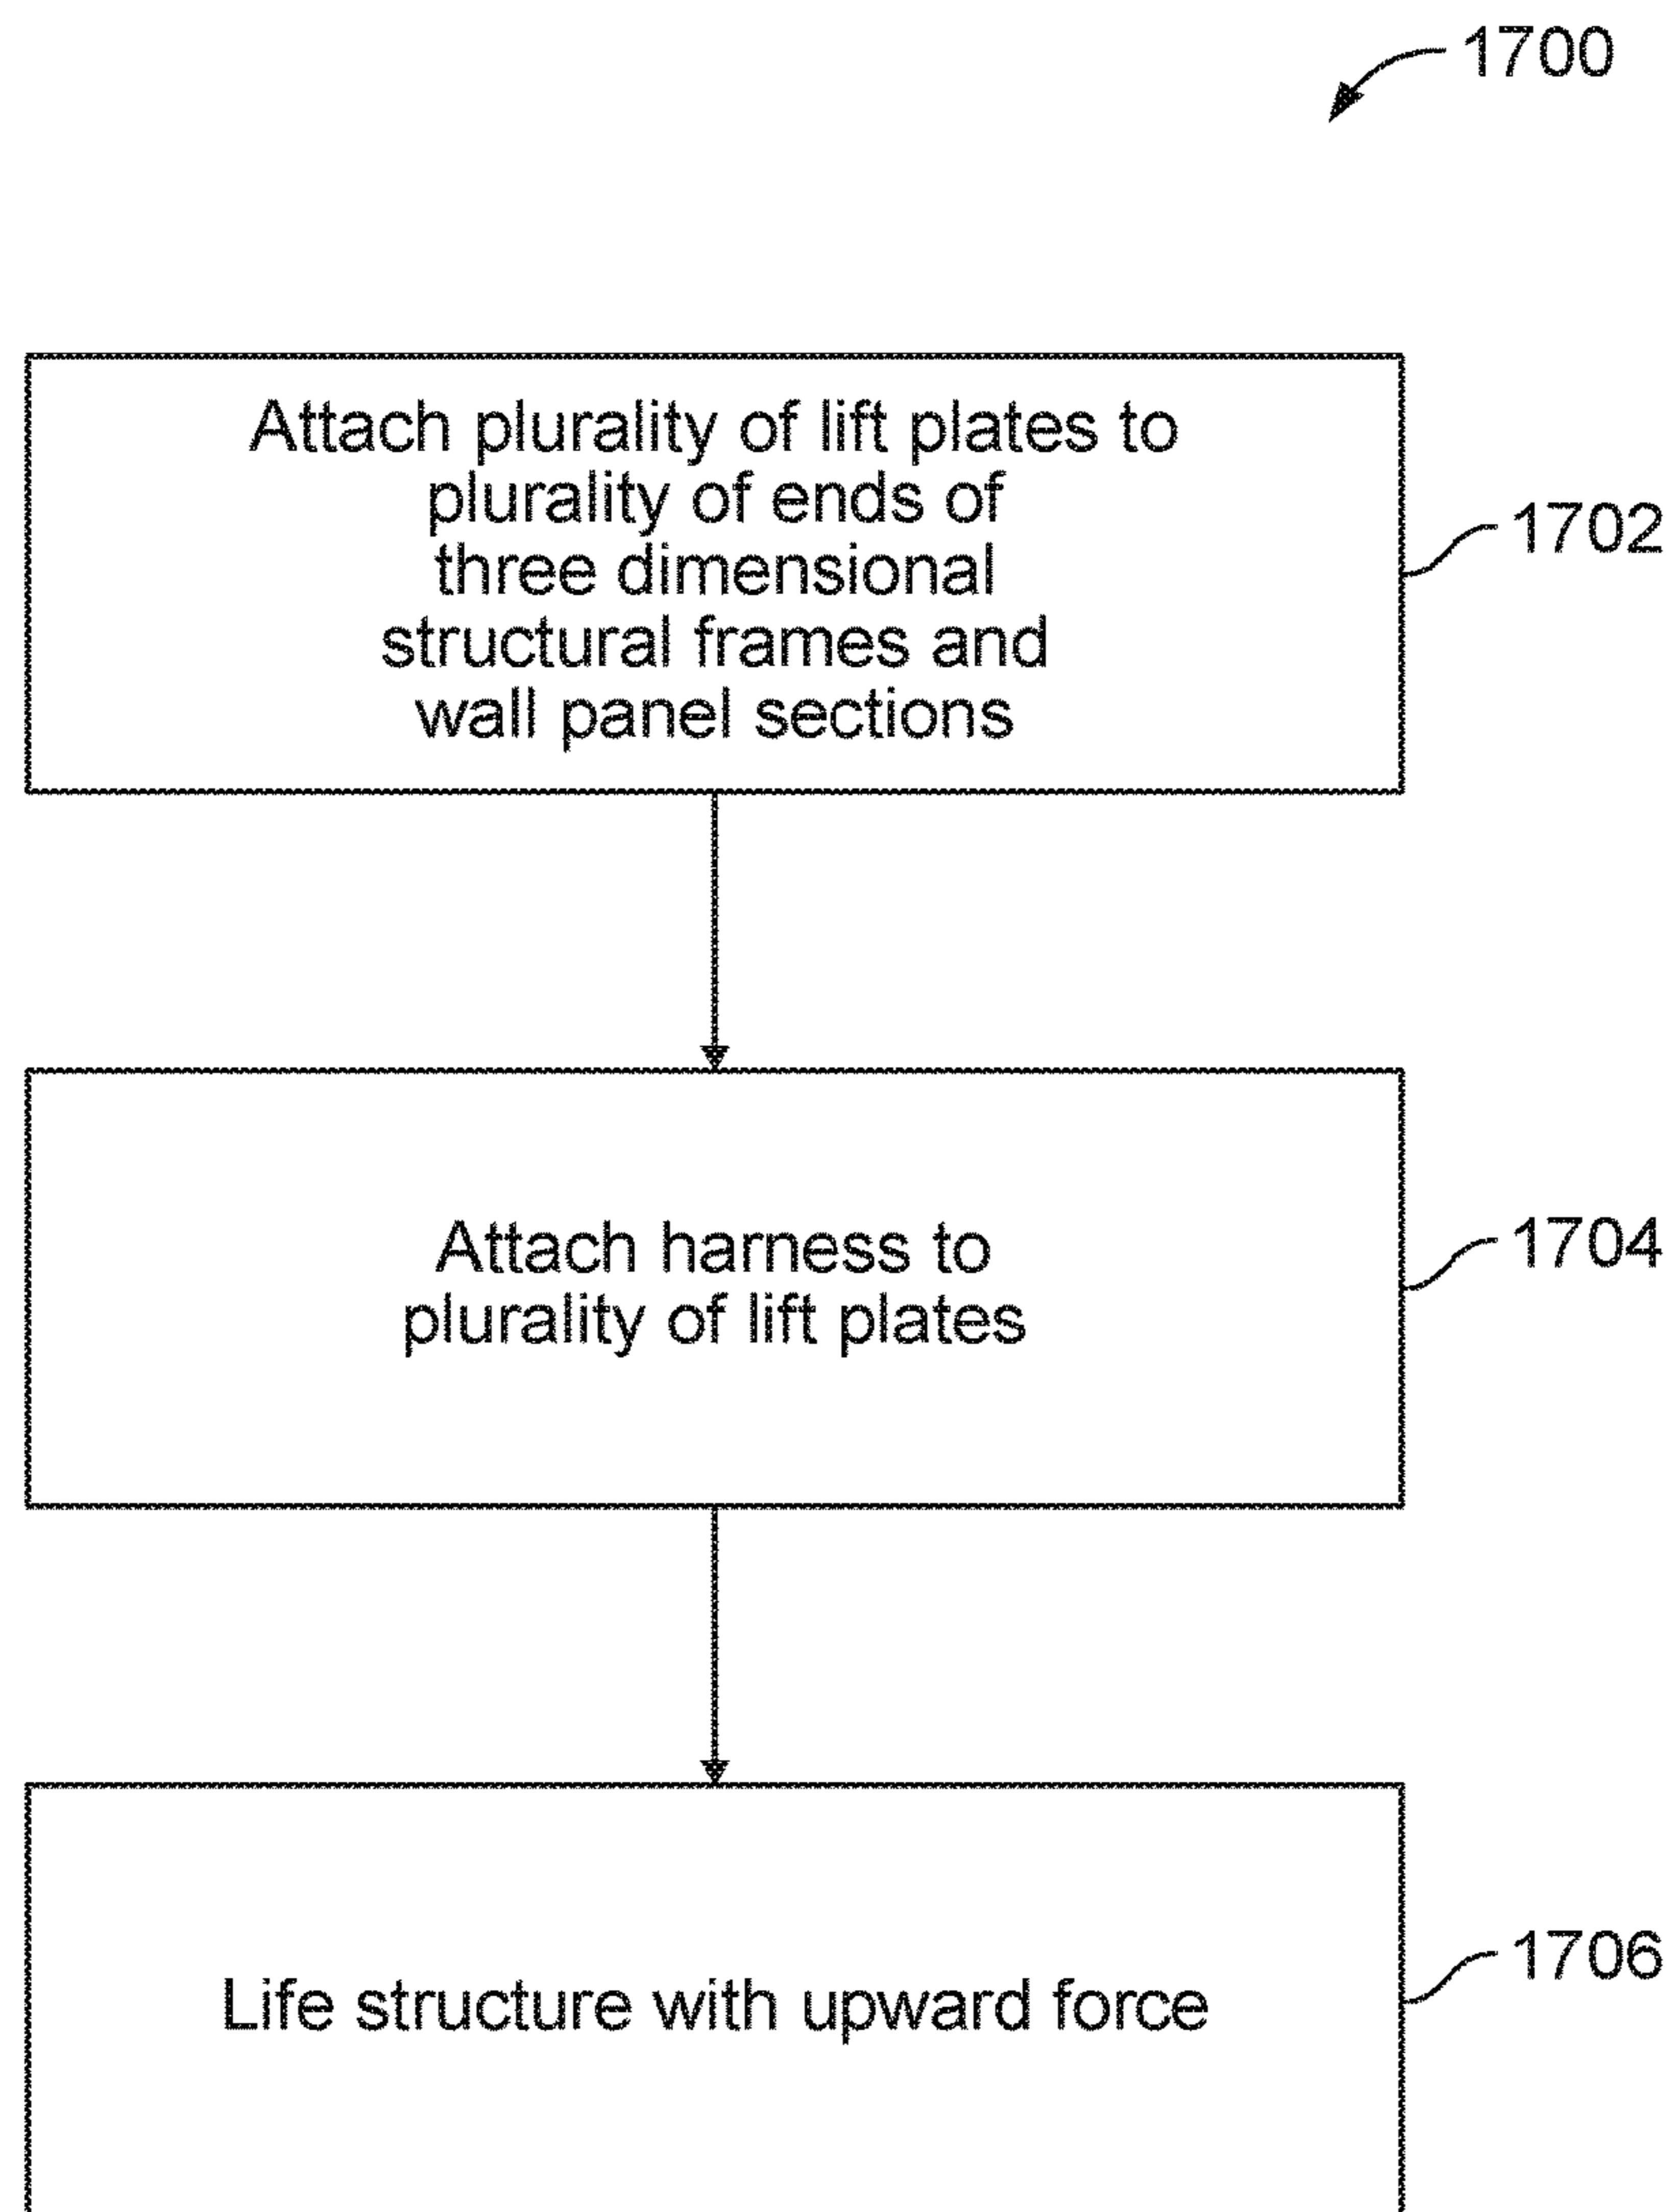 1700
Attach plurality of lift plates to
plurality of ends of
three dimensional
structural frames and
wall panel sections
1702
Attach harness to
plurality of lift plates
1704
Life structure with upward force
1706